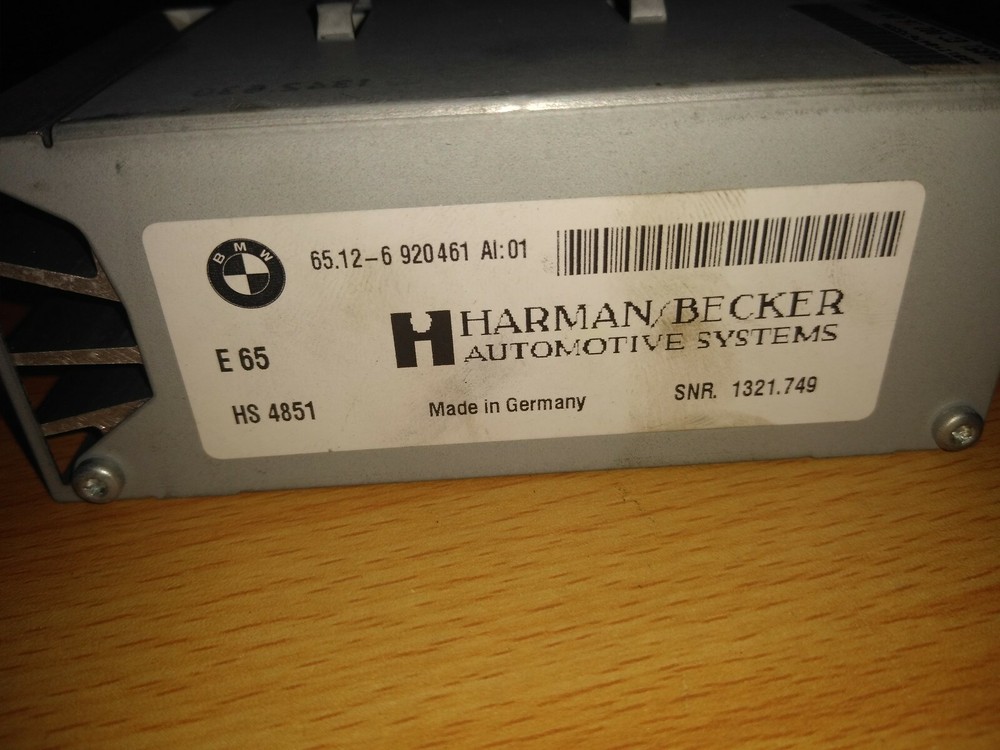 BMW
65.12-6 920461 AI:01
HARMAN/BECKER
AUTOMOTIVE SYSTEMS
E 65
HS 4851
Made in Germany
SNR. 1321.749